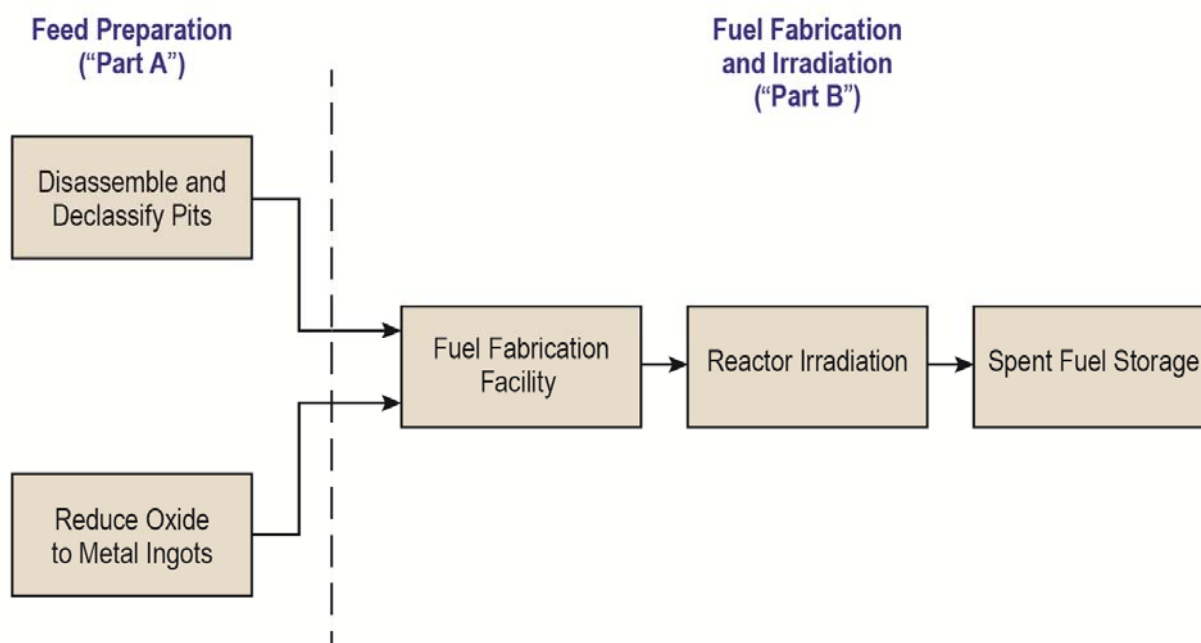 Feed Preparation
(“Part A”)
Fuel Fabrication
and Irradiation
(“Part B”)
Disassemble and
Declassify Pits
Fuel Fabrication
Facility
Reactor Irradiation
Spent Fuel Storage
Reduce Oxide
to Metal Ingots